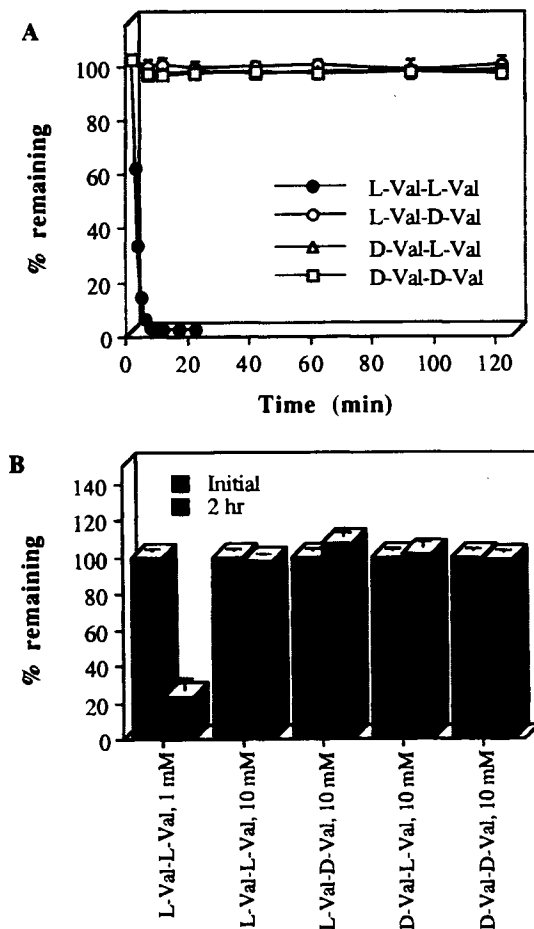 A
% remaining
100
80
60
40
20
0
L-Val-L-Val
L-Val-D-Val
D-Val-L-Val
D-Val-D-Val
0 20 40 60 80 100 120
Time (min)
B
% remaining
140
120
100
80
60
40
20
0
Initial
2 hr
L-Val-L-Val, 1 mM
L-Val-L-Val, 10 mM
L-Val-D-Val, 10 mM
D-Val-L-Val, 10 mM
D-Val-D-Val, 10 mM